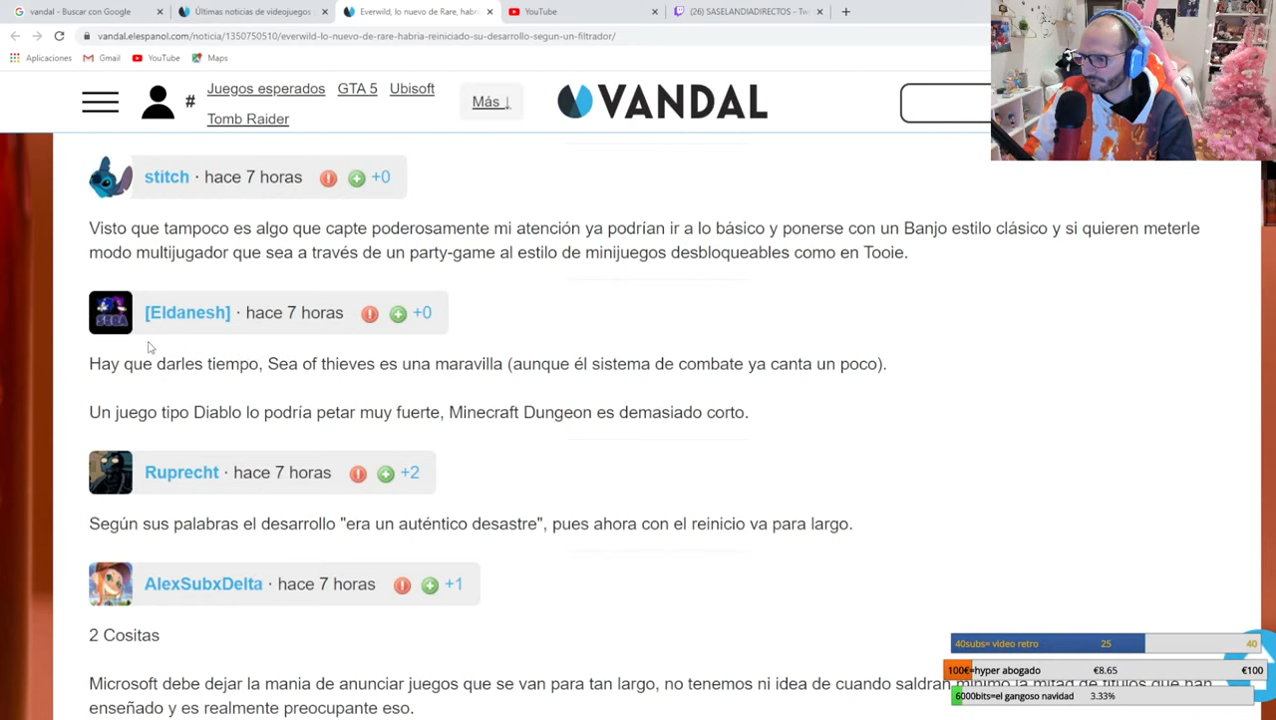 vandal - Buscar con Google
Últimas noticias de videojuegos
Everwild, lo nuevo de Rare, habrí
YouTube
(26) SASELANDIADIRECTOS - Tw
vandal.elespanol.com/noticia/1350750510/everwild-lo-nuevo-de-rare-habria-reiniciado-su-desarrollo-segun-un-filtrador/
Aplicaciones Gmail YouTube Maps
# Juegos esperados GTA 5 Ubisoft
Tomb Raider
Más ↓
VANDAL
stitch · hace 7 horas +0
Visto que tampoco es algo que capte poderosamente mi atención ya podrían ir a lo básico y ponerse con un Banjo estilo clásico y si quieren meterle
modo multijugador que sea a través de un party-game al estilo de minijuegos desbloqueables como en Tooie.
SEGA
[Eldanesh] · hace 7 horas +0
Hay que darles tiempo, Sea of thieves es una maravilla (aunque él sistema de combate ya canta un poco).
Un juego tipo Diablo lo podría petar muy fuerte, Minecraft Dungeon es demasiado corto.
Ruprecht · hace 7 horas +2
Según sus palabras el desarrollo "era un auténtico desastre", pues ahora con el reinicio va para largo.
AlexSubxDelta · hace 7 horas +1
2 Cositas
Microsoft debe dejar la manía de anunciar juegos que se van para tan largo, no tenemos ni idea de cuando saldran mínimo la mitad de títulos que han
enseñado y es realmente preocupante eso.
40subs= video retro 25 40
100€=hyper abogado €8.65 €100
6000bits=el gangoso navidad 3.33%